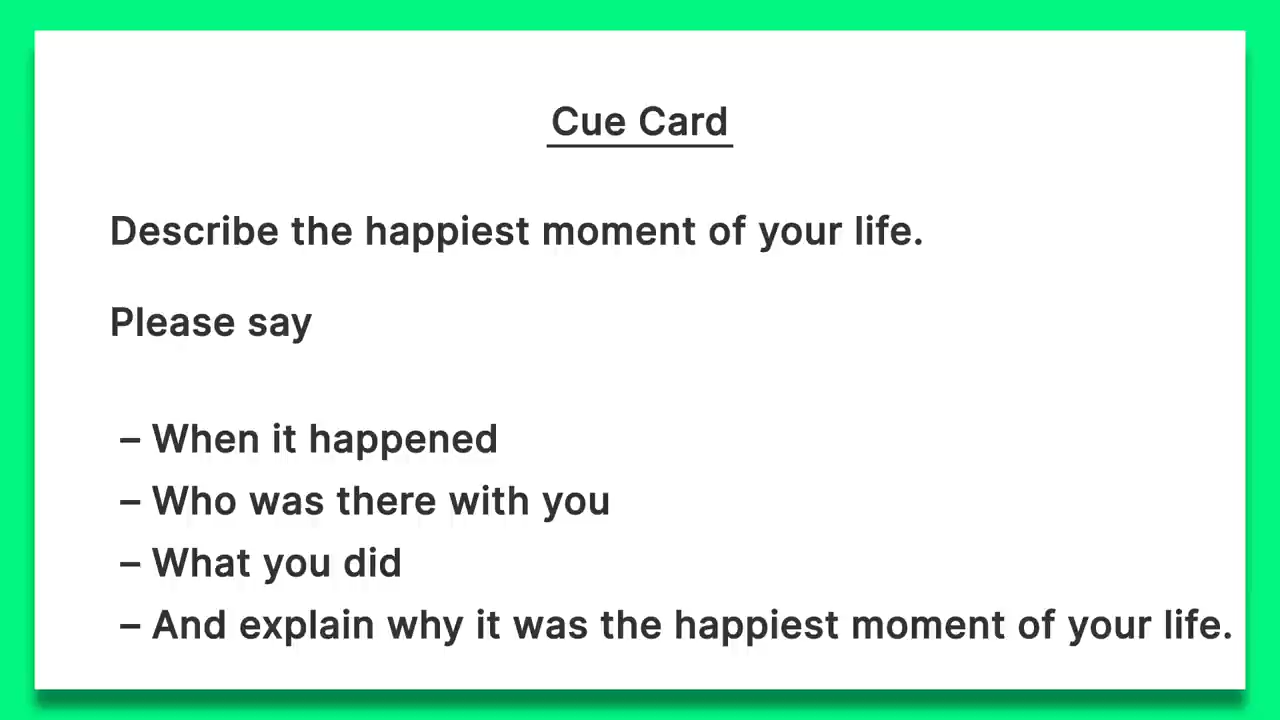 Cue Card
Describe the happiest moment of your life.
Please say
– When it happened
– Who was there with you
– What you did
– And explain why it was the happiest moment of your life.